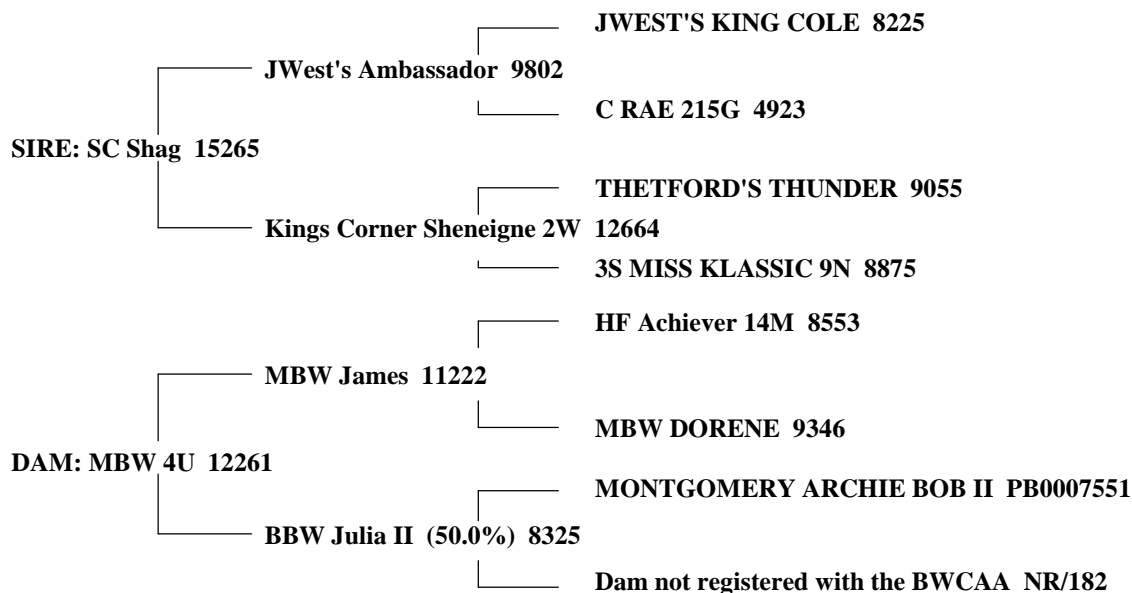 JWEST'S KING COLE 8225
JWest's Ambassador 9802
C RAE 215G 4923
SIRE: SC Shag 15265
THETFORD'S THUNDER 9055
Kings Corner Sheneigne 2W 12664
3S MISS KLASSIC 9N 8875
HF Achiever 14M 8553
MBW James 11222
MBW DORENE 9346
DAM: MBW 4U 12261
MONTGOMERY ARCHIE BOB II PB0007551
BBW Julia II (50.0%) 8325
Dam not registered with the BWCAA NR/182